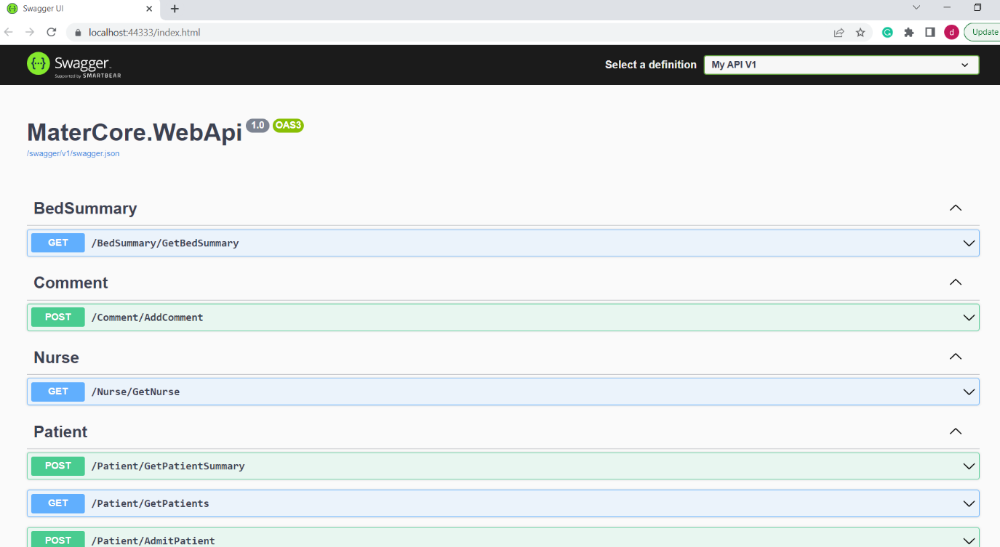 Swagger UI
localhost:44333/index.html
d
Update
Swagger
Supported by SMARTBEAR
Select a definition
My API V1
MaterCore.WebApi 1.0 OAS3
/swagger/v1/swagger.json
BedSummary
GET /BedSummary/GetBedSummary
Comment
POST /Comment/AddComment
Nurse
GET /Nurse/GetNurse
Patient
POST /Patient/GetPatientSummary
GET /Patient/GetPatients
POST /Patient/AdmitPatient